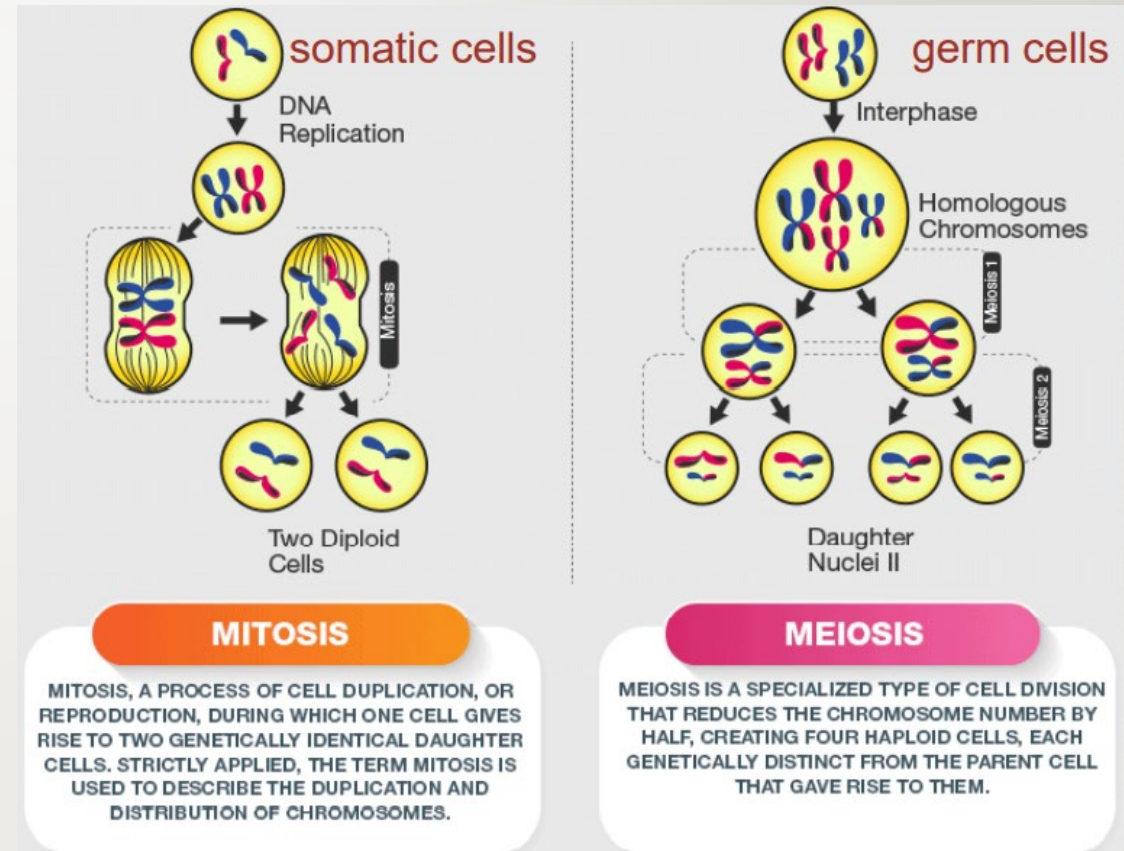 somatic cells
DNA
Replication
Mitosis
Two Diploid
Cells
MITOSIS
MITOSIS, A PROCESS OF CELL DUPLICATION, OR
REPRODUCTION, DURING WHICH ONE CELL GIVES
RISE TO TWO GENETICALLY IDENTICAL DAUGHTER
CELLS. STRICTLY APPLIED, THE TERM MITOSIS IS
USED TO DESCRIBE THE DUPLICATION AND
DISTRIBUTION OF CHROMOSOMES.
germ cells
Interphase
Homologous
Chromosomes
Meiosis 1
Meiosis 2
Daughter
Nuclei II
MEIOSIS
MEIOSIS IS A SPECIALIZED TYPE OF CELL DIVISION
THAT REDUCES THE CHROMOSOME NUMBER BY
HALF, CREATING FOUR HAPLOID CELLS, EACH
GENETICALLY DISTINCT FROM THE PARENT CELL
THAT GAVE RISE TO THEM.